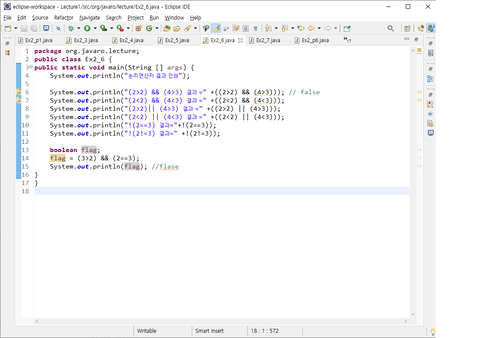 eclipse-workspace - Lecture1/src/org/javaro/lecture/Ex2_6.java - Eclipse IDE
File Edit Source Refactor Navigate Search Project Run Window Help
Ex2_p1.java Ex2_3.java Ex2_4.java Ex2_5.java Ex2_6.java Ex2_7.java Ex2_p6.java
1 package org.javaro.lecture;
2 public class Ex2_6 {
3 public static void main(String [] args) {
4 System.out.println("논리연산자 결과 인쇄");
5
6 System.out.println("(2>2) && (4>3) 결과 =" +((2>2) && (4>3))); // false
7 System.out.println("(2<2) && (4<3) 결과 =" +((2<2) && (4<3)));
8 System.out.println("(2>2)|| (4>3) 결과 =" +((2>2) || (4>3)));
9 System.out.println("(2<2) || (4<3) 결과 =" +((2<2) || (4<3)));
10 System.out.println("!(2==3) 결과="+!(2==3));
11 System.out.println("!(2!=3) 결과=" +!(2!=3));
12
13 boolean flag;
14 flag = (3>2) && (2==3);
15 System.out.println(flag); //flase
16 }
17 }
18
Writable Smart Insert 18 : 1 : 572